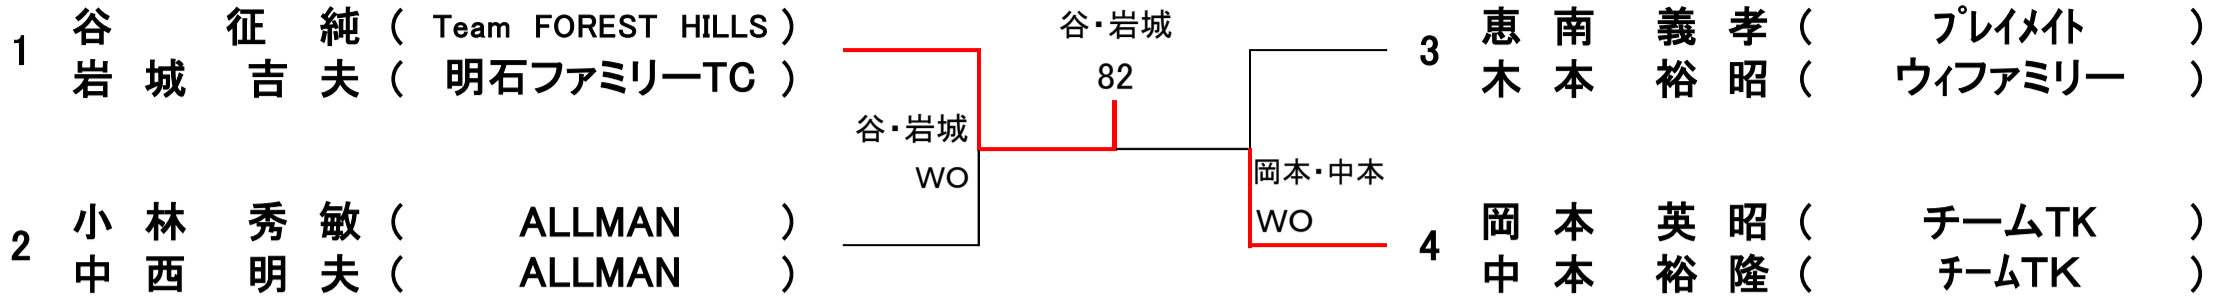 1
谷 征 純 ( Team FOREST HILLS )
岩 城 吉 夫 ( 明石ファミリーTC )
2
小 林 秀 敏 ( ALLMAN )
中 西 明 夫 ( ALLMAN )
谷・岩城
WO
谷・岩城
82
岡本・中本
WO
3
恵 南 義 孝 ( プレイメイト )
木 本 裕 昭 ( ウィファミリー )
4
岡 本 英 昭 ( チームTK )
中 本 裕 隆 ( チームTK )